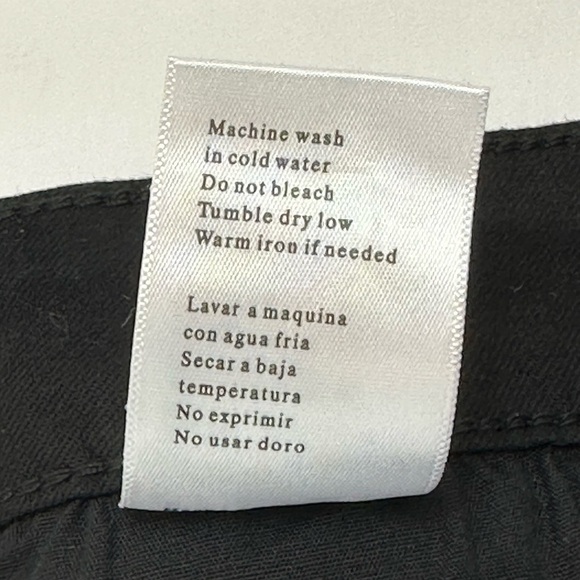 Machine wash
in cold water
Do not bleach
Tumble dry low
Warm iron if needed
Lavar a maquina
con agua fria
Secar a baja
temperatura
No exprimir
No usar doro